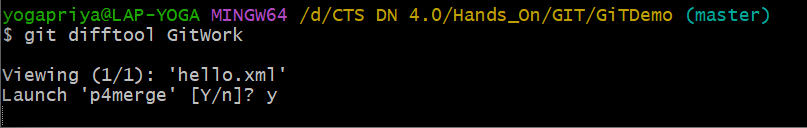 yogapriya@LAP-YOGA MINGW64 /d/CTS DN 4.0/Hands_On/GIT/GiTDemo (master)
$ git difftool GitWork
Viewing (1/1): 'hello.xml'
Launch 'p4merge' [Y/n]? y